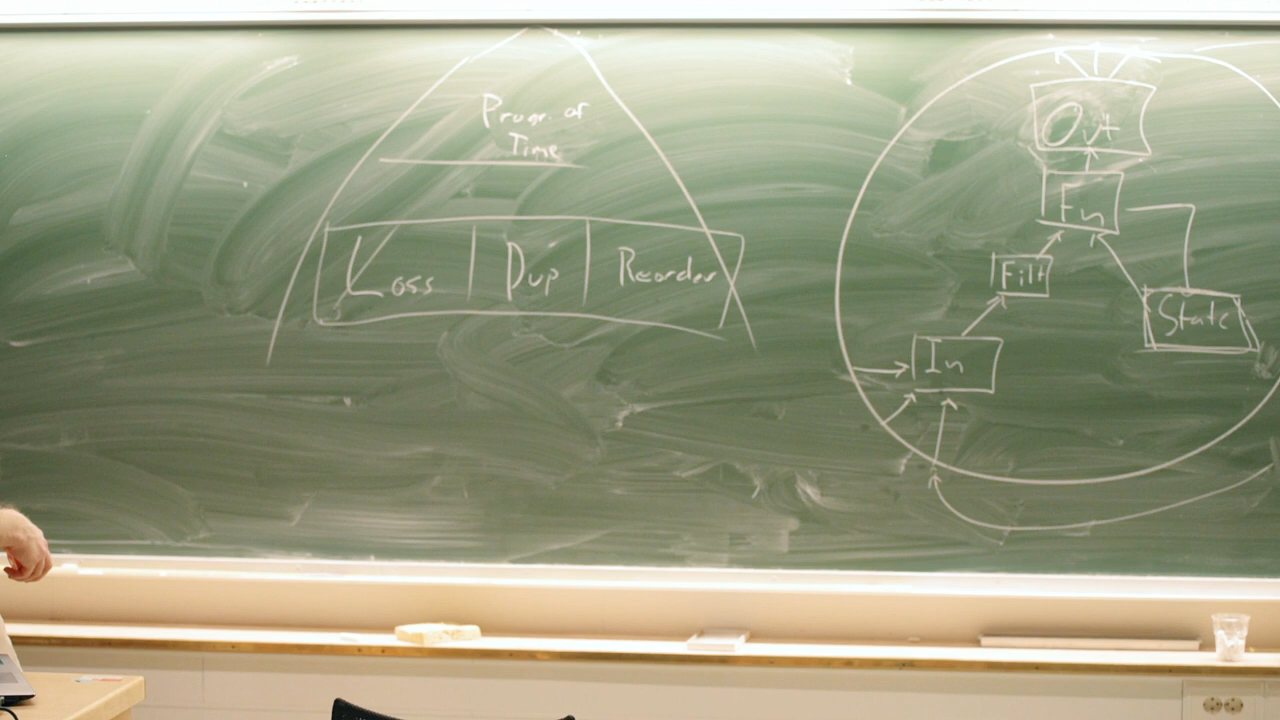 Progr. of
Time
Loss Dup Reorder
Out
Fn
Filt
State
In